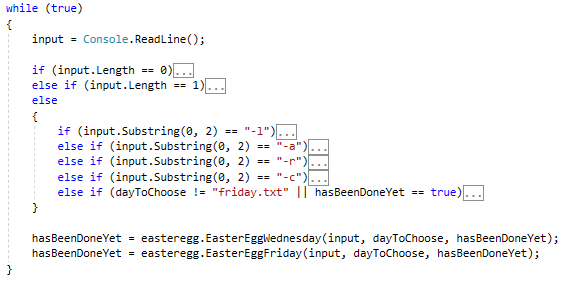 while (true)
{
input = Console.ReadLine();
if (input.Length == 0)...
else if (input.Length == 1)...
else
{
if (input.Substring(0, 2) == "-l")...
else if (input.Substring(0, 2) == "-a")...
else if (input.Substring(0, 2) == "-r")...
else if (input.Substring(0, 2) == "-c")...
else if (dayToChoose != "friday.txt" || hasBeenDoneYet == true)...
}
hasBeenDoneYet = easteregg.EasterEggWednesday(input, dayToChoose, hasBeenDoneYet);
hasBeenDoneYet = easteregg.EasterEggFriday(input, dayToChoose, hasBeenDoneYet);
}